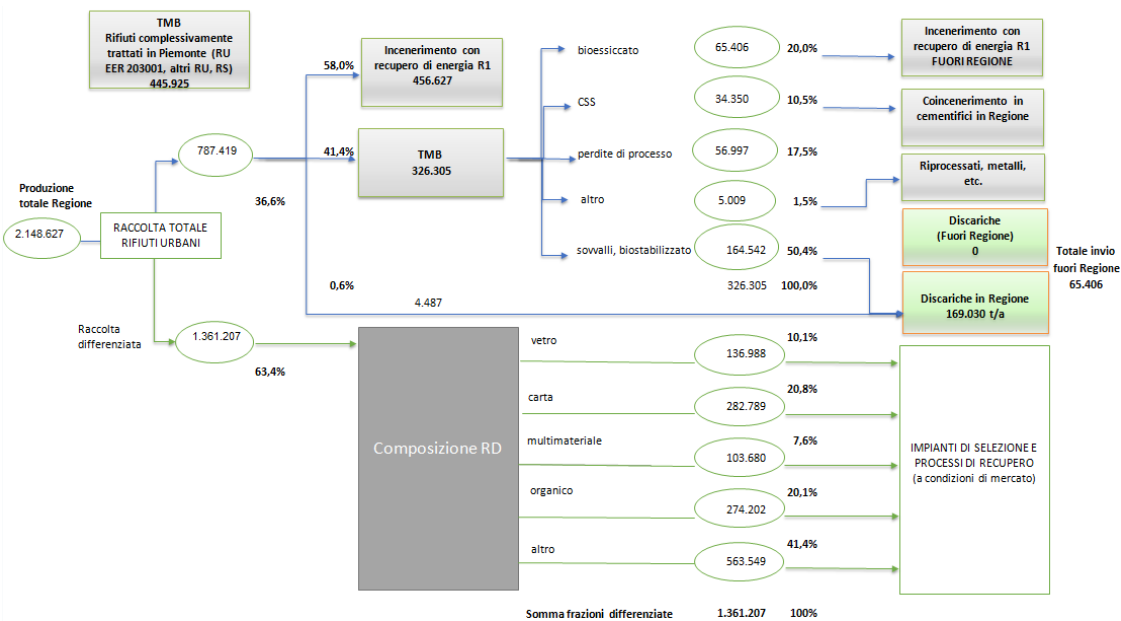 TMB
Rifiuti complessivamente
trattati in Piemonte (RU
EER 203001, altri RU, RS)
445.925
58,0%
Incenerimento con
recupero di energia R1
456.627
bioessiccato
65.406
20,0%
Incenerimento con
recupero di energia R1
FUORI REGIONE
CSS
34.350
10,5%
Coincenerimento in
cementifici in Regione
787.419
41,4%
TMB
326.305
perdite di processo
56.997
17,5%
Riprocessati, metalli,
etc.
Produzione
totale Regione
36,6%
altro
5.009
1,5%
2.148.627
RACCOLTA TOTALE
RIFIUTI URBANI
Discariche
(Fuori Regione)
0
sovvalli, biostabilizzato
164.542
50,4%
Totale invio
fuori Regione
65.406
0,6%
4.487
326.305
100,0%
Discariche in Regione
169.030 t/a
Raccolta
differenziata
1.361.207
63,4%
Composizione RD
vetro
136.988
10,1%
carta
282.789
20,8%
multimateriale
103.680
7,6%
organico
274.202
20,1%
altro
563.549
41,4%
IMPIANTI DI SELEZIONE E
PROCESSI DI RECUPERO
(a condizioni di mercato)
Somma frazioni differenziate
1.361.207
100%